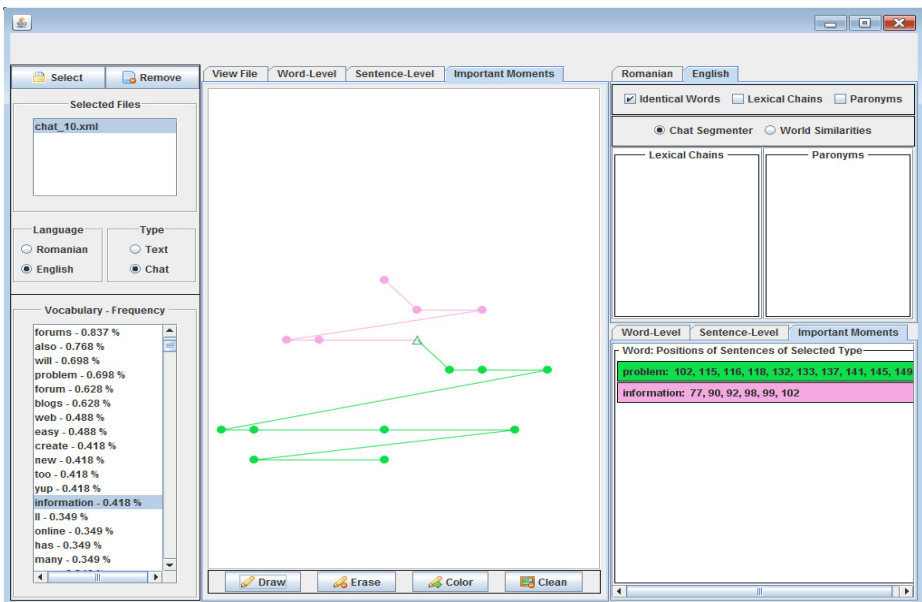 Select Remove
Selected Files
chat_10.xml
Language Type
Romanian Text
English Chat
Vocabulary - Frequency
forums - 0.837 %
also - 0.768 %
will - 0.698 %
problem - 0.698 %
forum - 0.628 %
blogs - 0.628 %
web - 0.488 %
easy - 0.488 %
create - 0.418 %
new - 0.418 %
too - 0.418 %
yup - 0.418 %
information - 0.418 %
ll - 0.349 %
online - 0.349 %
has - 0.349 %
many - 0.349 %
View File Word-Level Sentence-Level Important Moments
Draw Erase Color Clean
Romanian English
Identical Words Lexical Chains Paronyms
Chat Segmenter World Similarities
Lexical Chains Paronyms
Word-Level Sentence-Level Important Moments
Word: Positions of Sentences of Selected Type
problem: 102, 115, 116, 118, 132, 133, 137, 141, 145, 149
information: 77, 90, 92, 98, 99, 102